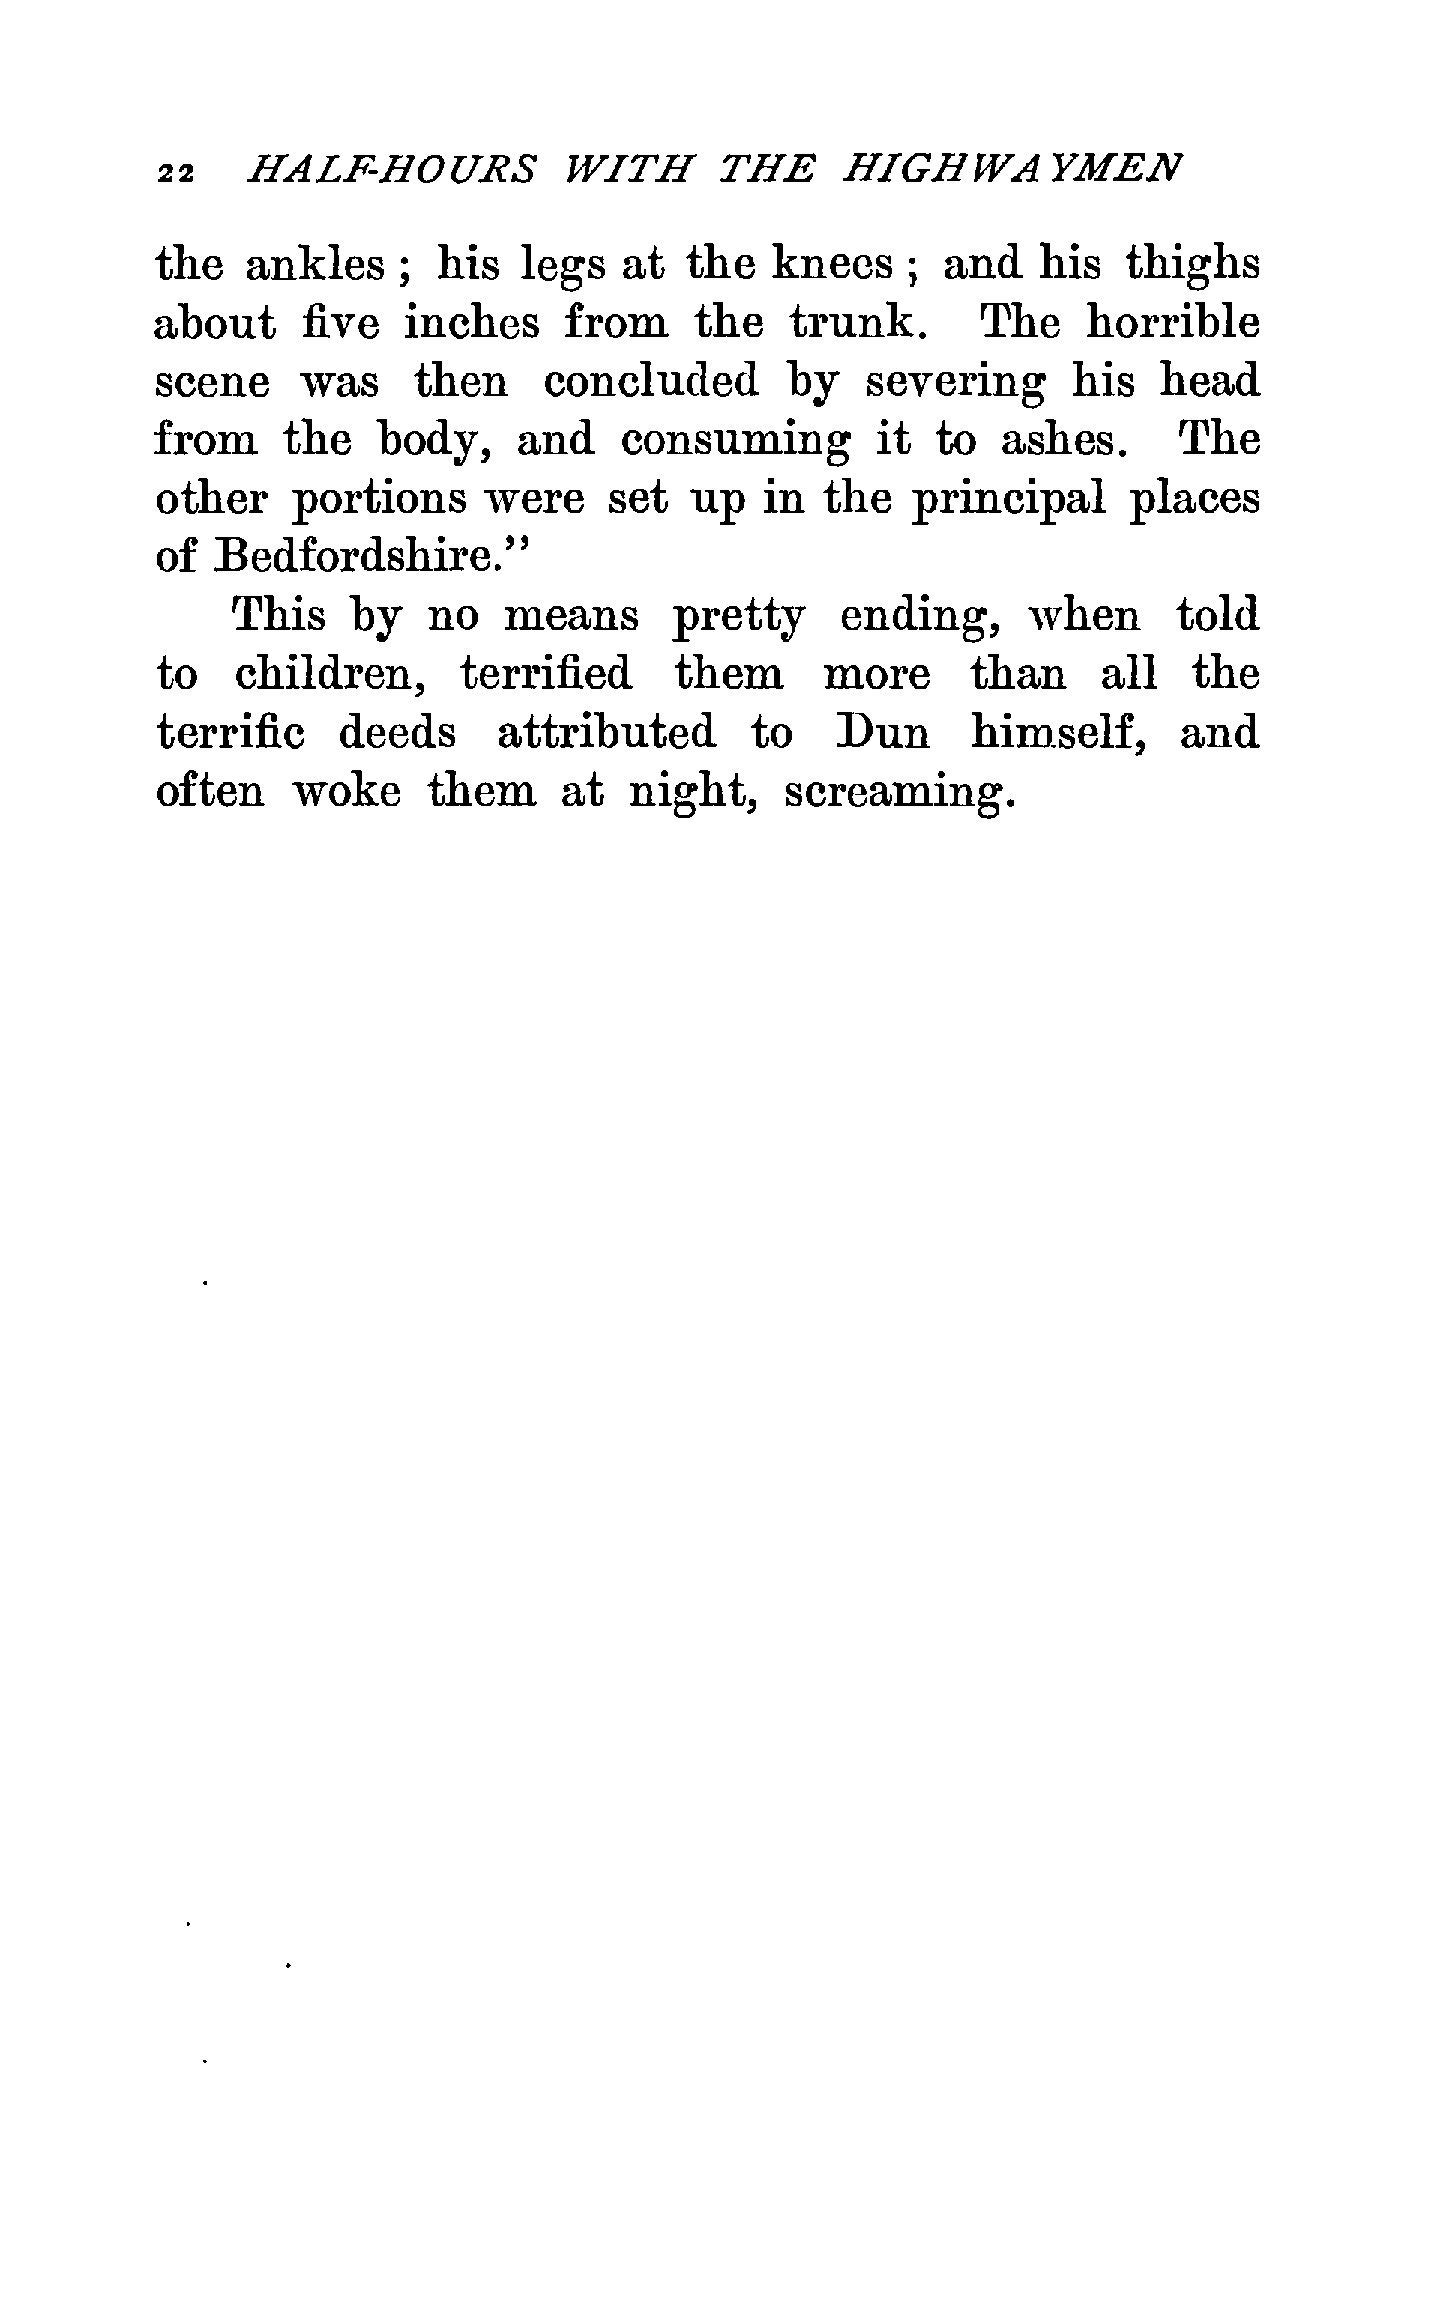 22 HALF-HOURS WITH THE HIGHWAYMEN
the ankles ; his legs at the knees ; and his thighs
about five inches from the trunk. The horrible
scene was then concluded by severing his head
from the body, and consuming it to ashes. The
other portions were set up in the principal places
of Bedfordshire.”
This by no means pretty ending, when told
to children, terrified them more than all the
terrific deeds attributed to Dun himself, and
often woke them at night, screaming.